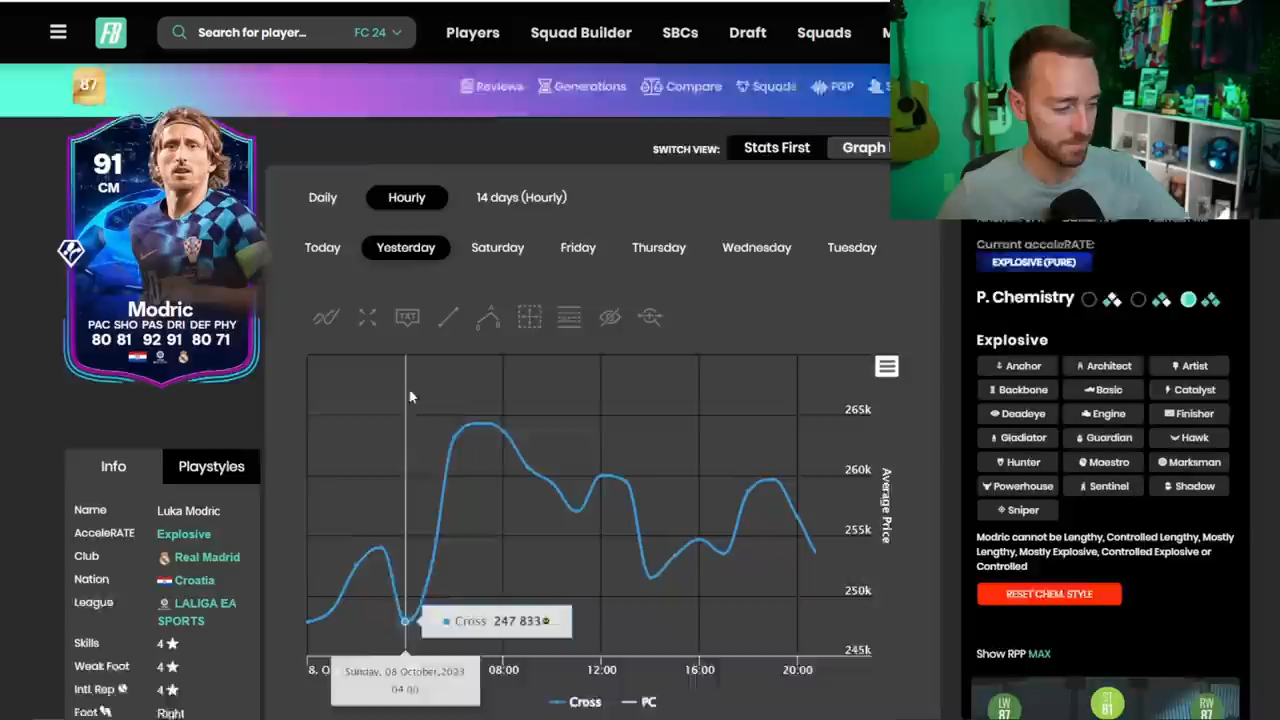 FB
Search for player...
FC 24
Players
Squad Builder
SBCs
Draft
Squads
M
87
Reviews
Generations
Compare
Squads
PGP
S
SWITCH VIEW:
Stats First
Graph
91
CM
Modric
PAC SHO PAS DRI DEF PHY
80 81 92 91 80 71
Daily
Hourly
14 days (Hourly)
Today
Yesterday
Saturday
Friday
Thursday
Wednesday
Tuesday
TXT
265k
260k
255k
250k
245k
Average Price
Cross 247 833
Sunday, 08 October, 2023
04:00
8. O
08:00
12:00
16:00
20:00
Cross
PC
Info
Playstyles
Name
Luka Modric
AcceleRATE
Explosive
Club
Real Madrid
Nation
Croatia
League
LALIGA EA
SPORTS
Skills
4
Weak Foot
4
Intl. Rep
4
Foot
Right
Current acceleRATE:
EXPLOSIVE (PURE)
P. Chemistry
Explosive
Anchor
Architect
Artist
Backbone
Basic
Catalyst
Deadeye
Engine
Finisher
Gladiator
Guardian
Hawk
Hunter
Maestro
Marksman
Powerhouse
Sentinel
Shadow
Sniper
Modric cannot be Lengthy, Controlled Lengthy, Mostly
Lengthy, Mostly Explosive, Controlled Explosive or
Controlled
RESET CHEM. STYLE
Show RPP MAX
LW
87
ST
81
RW
87